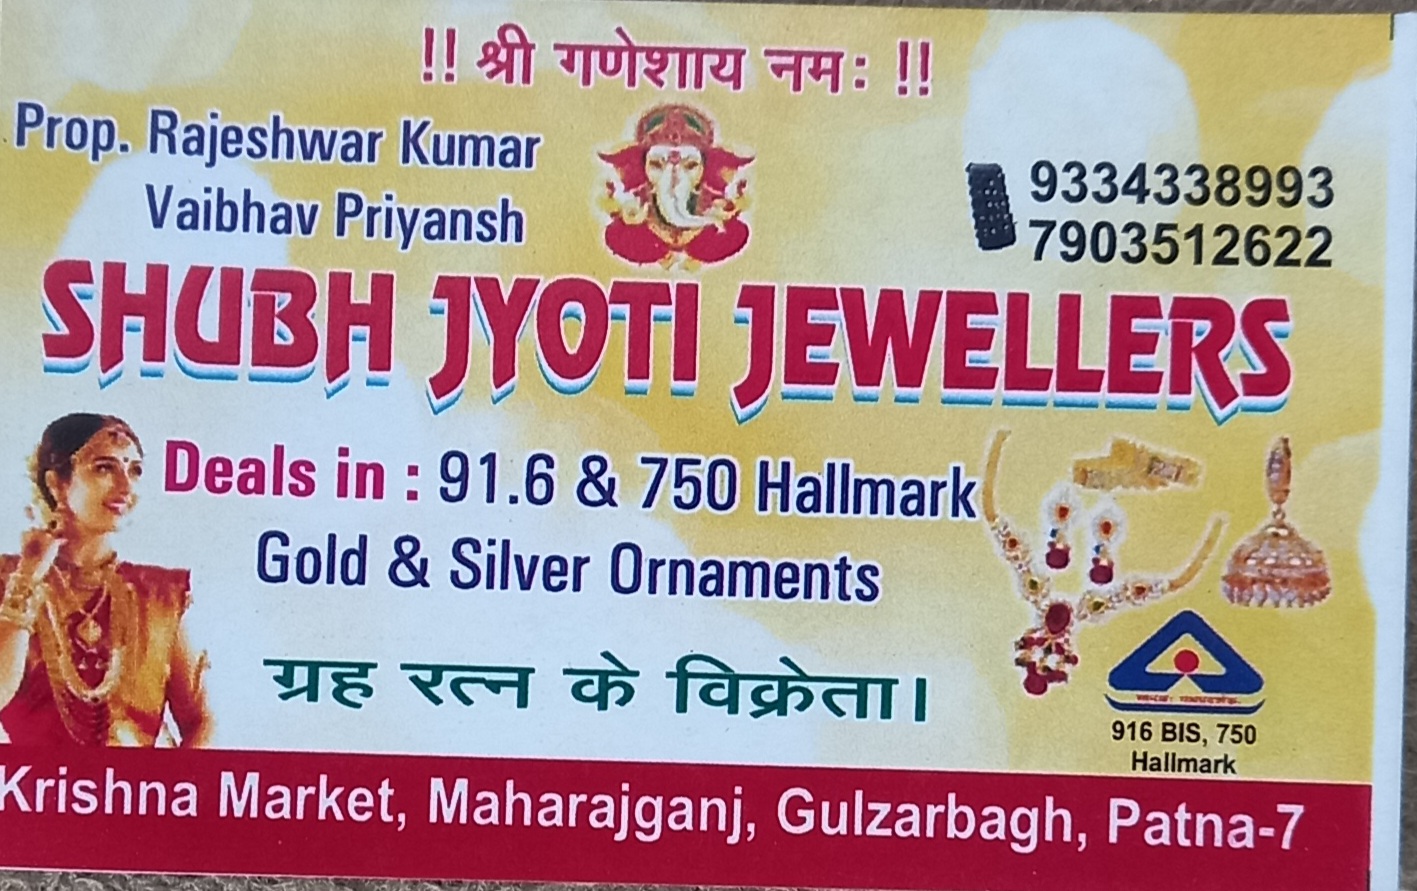 !! श्री गणेशाय नमः !!
Prop. Rajeshwar Kumar
Vaibhav Priyansh
9334338993
7903512622
SHUBH JYOTI JEWELLERS
Deals in : 91.6 & 750 Hallmark
Gold & Silver Ornaments
ग्रह रत्न के विक्रेता।
916 BIS, 750
Hallmark
Krishna Market, Maharajganj, Gulzarbagh, Patna-7